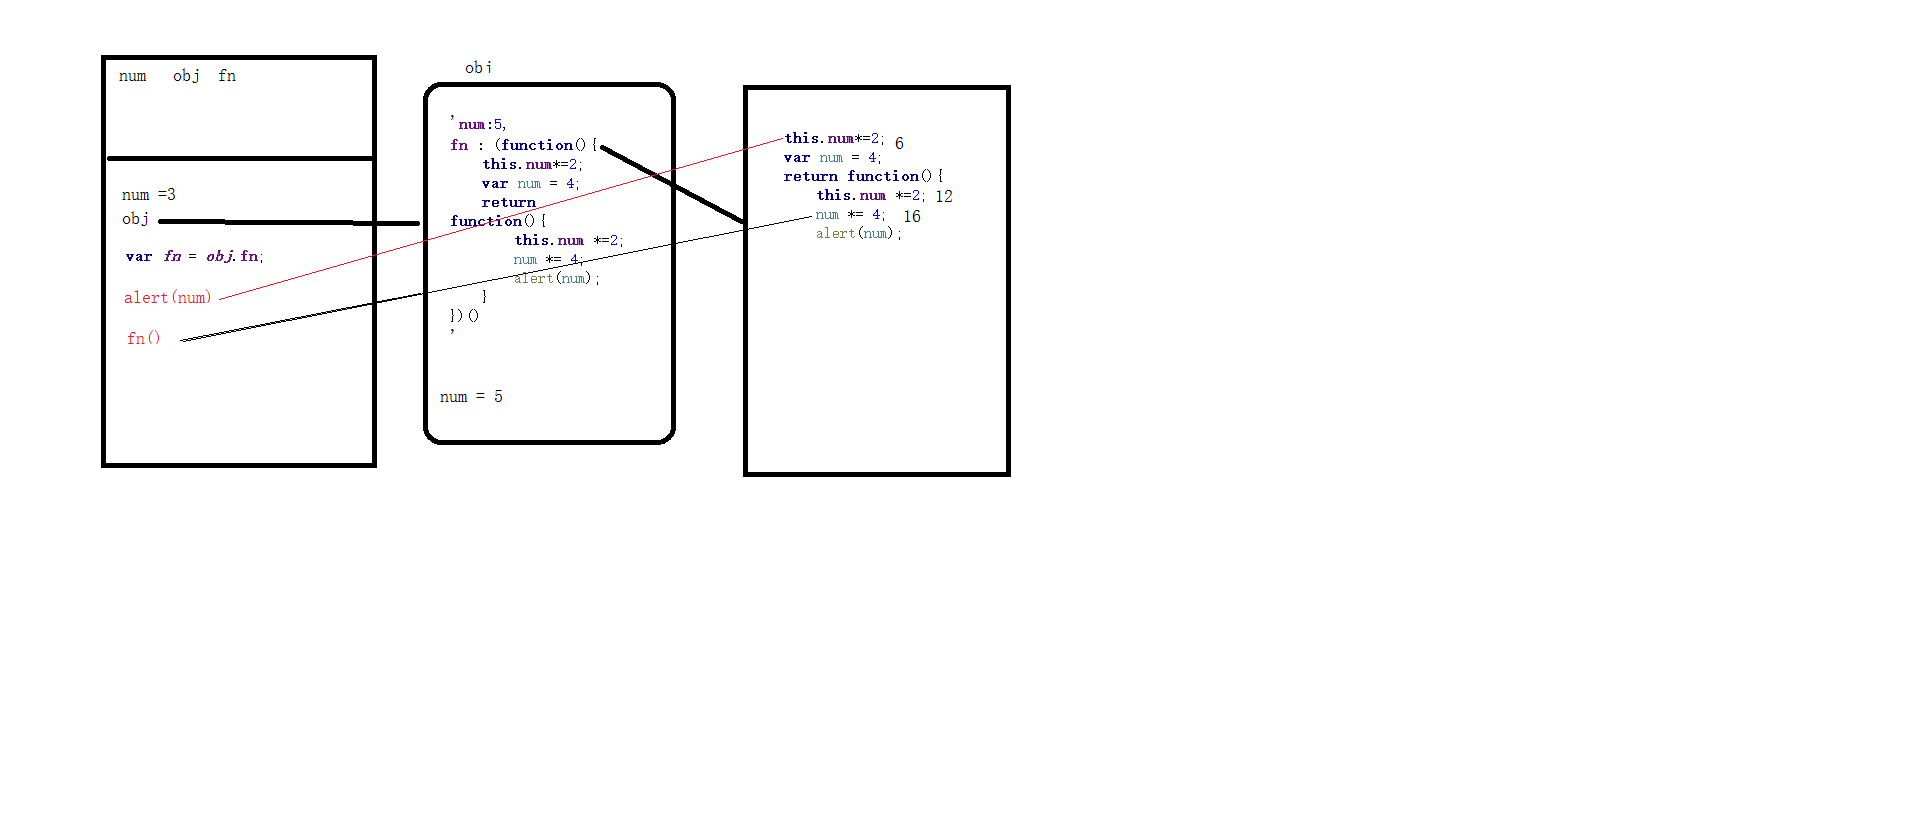 num obj fn
num =3
obj
var fn = obj.fn;
alert(num)
fn()
obi
'num:5,
fn : (function(){
this.num*=2;
var num = 4;
return
function(){
this.num *=2;
num *= 4;
alert(num);
}
})()
'
num = 5
this.num*=2; 6
var num = 4;
return function(){
this.num *=2; 12
num *= 4; 16
alert(num);